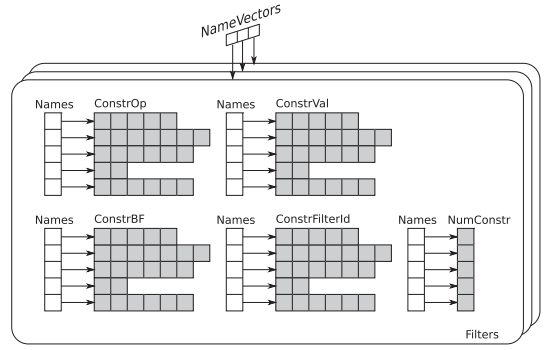 NameVectors
Names ConstrOp Names ConstrVal
Names ConstrBF Names ConstrFilterId Names NumConstr
Filters